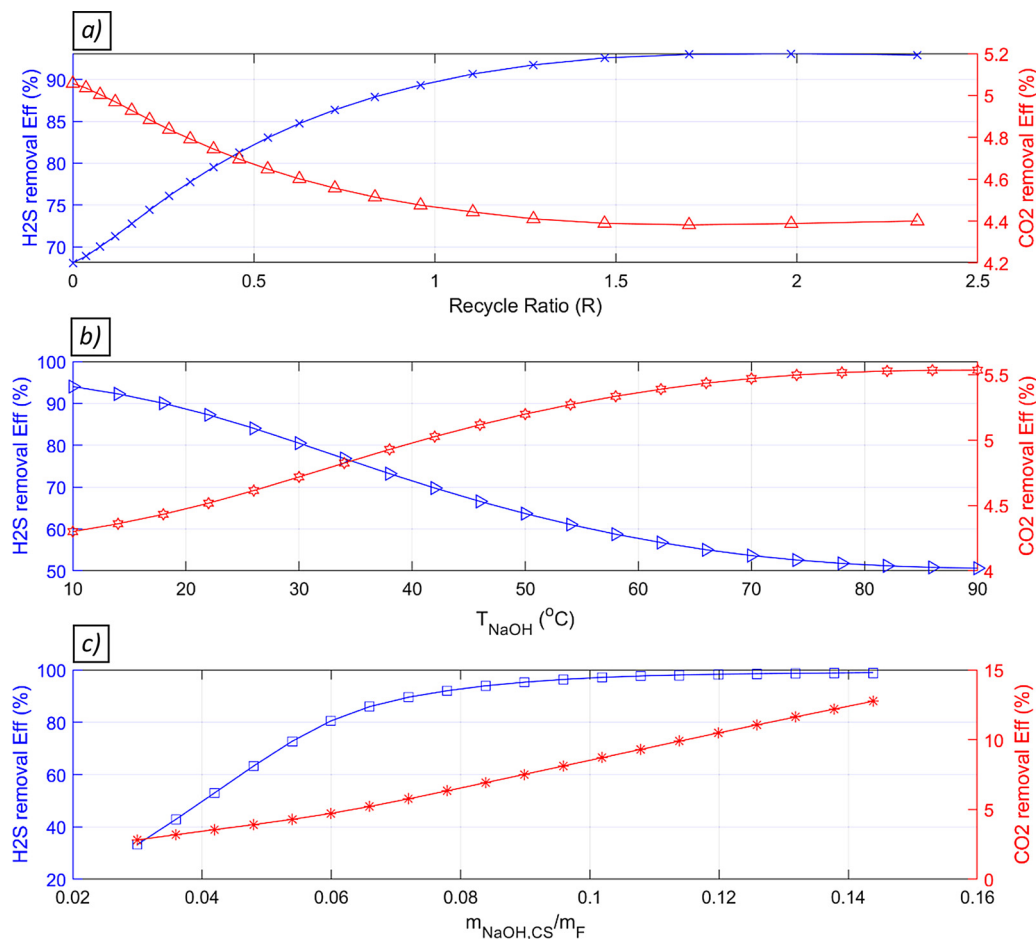 a)
H2S removal Eff (%)
90
85
80
75
70
CO2 removal Eff (%)
5.2
5
4.8
4.6
4.4
4.2
0 0.5 1 1.5 2 2.5
Recycle Ratio (R)
b)
H2S removal Eff (%)
100
90
80
70
60
50
CO2 removal Eff (%)
5.5
5
4.5
4
10 20 30 40 50 60 70 80 90
T_NaOH (°C)
c)
H2S removal Eff (%)
100
80
60
40
20
CO2 removal Eff (%)
15
10
5
0
0.02 0.04 0.06 0.08 0.1 0.12 0.14 0.16
m_NaOH,CS/m_F